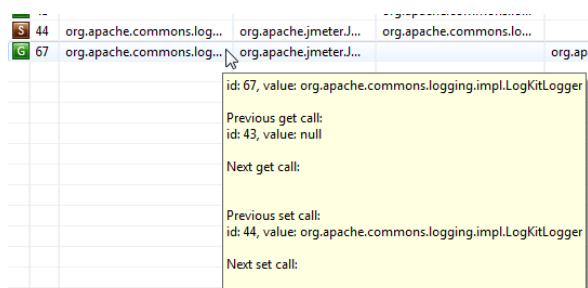 S 44 org.apache.commons.log... org.apache.jmeter.J... org.apache.commons.lo...
G 67 org.apache.commons.log... org.apache.jmeter.J... org.ap
id: 67, value: org.apache.commons.logging.impl.LogKitLogger
Previous get call:
id: 43, value: null
Next get call:
Previous set call:
id: 44, value: org.apache.commons.logging.impl.LogKitLogger
Next set call: